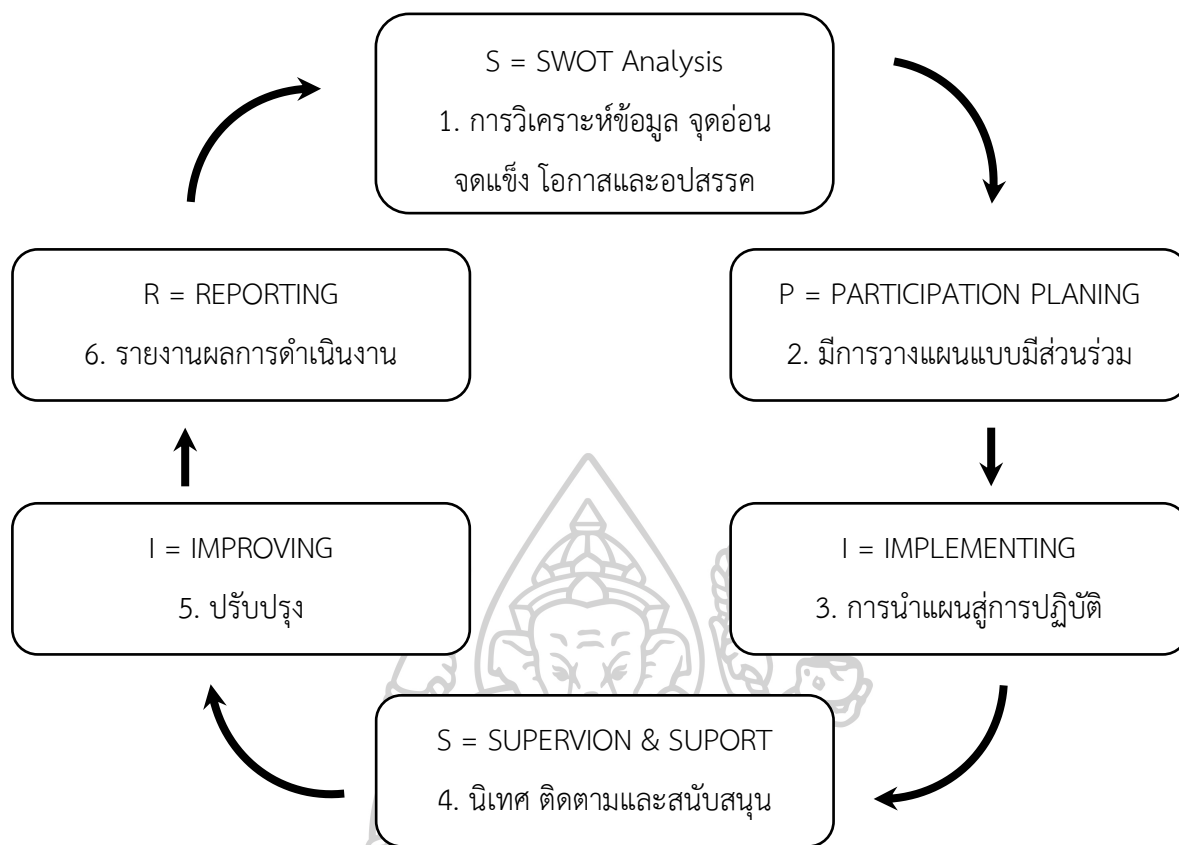 S = SWOT Analysis
1. การวิเคราะห์ข้อมูล จุดอ่อน
จดแข็ง โอกาสและอปสรรค
P = PARTICIPATION PLANING
2. มีการวางแผนแบบมีส่วนร่วม
I = IMPLEMENTING
3. การนำแผนสู่การปฏิบัติ
S = SUPERVION & SUPORT
4. นิเทศ ติดตามและสนับสนุน
I = IMPROVING
5. ปรับปรุง
R = REPORTING
6. รายงานผลการดำเนินงาน